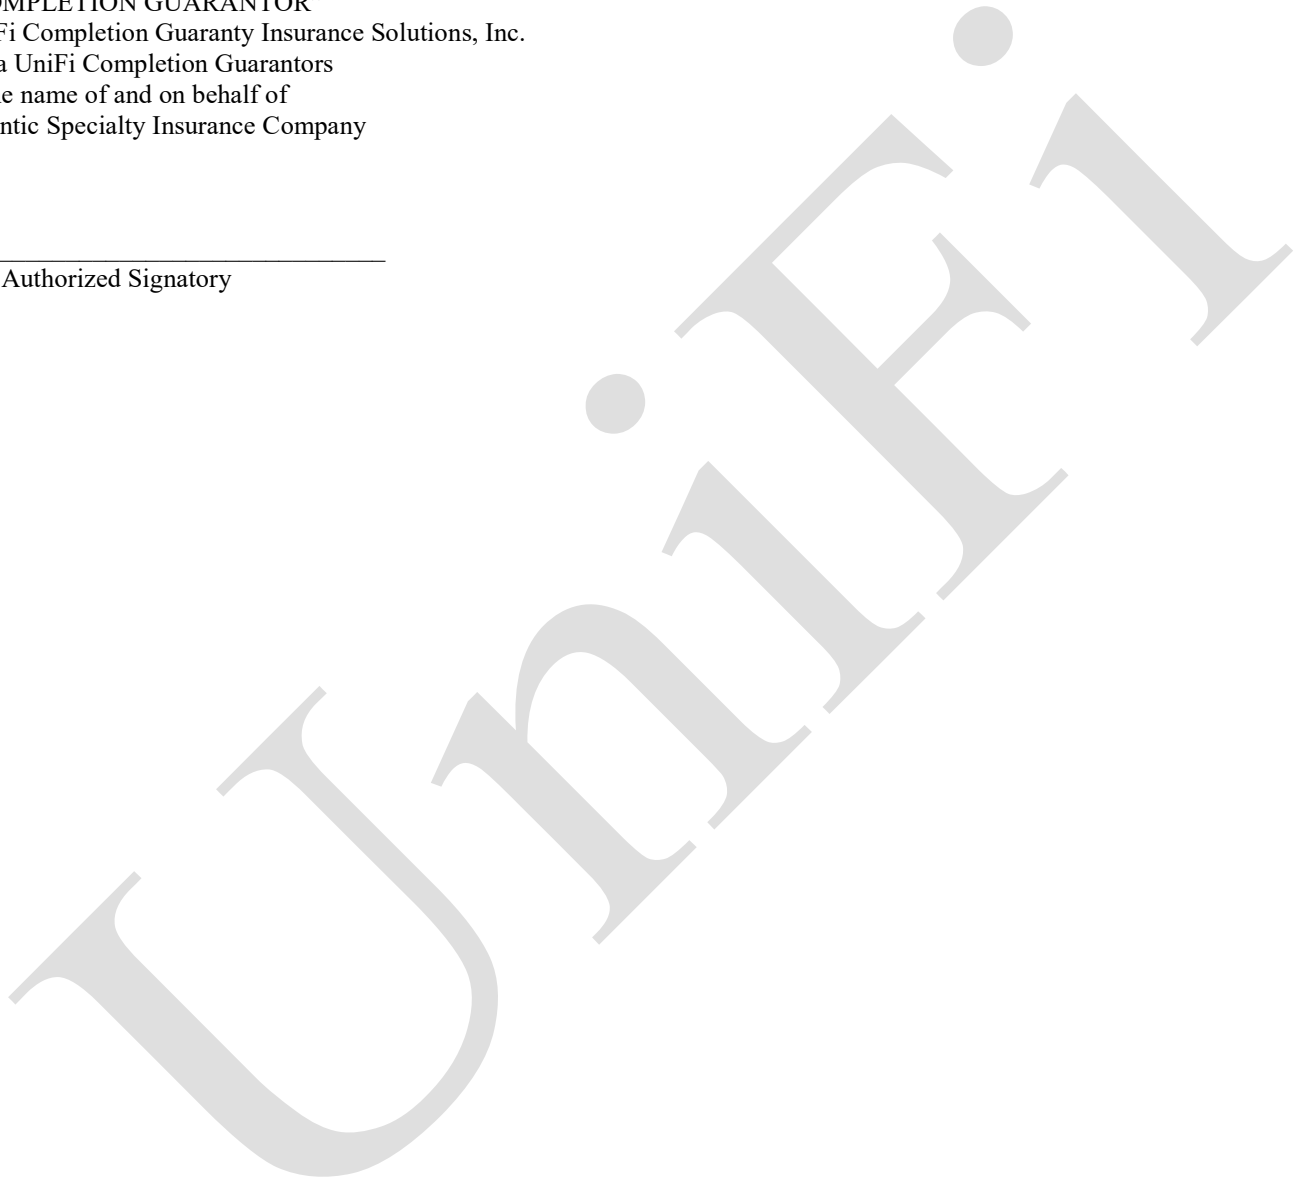 OMPLETION GUARANTOR"
Fi Completion Guaranty Insurance Solutions, Inc.
a UniFi Completion Guarantors
e name of and on behalf of
ntic Specialty Insurance Company
______________________________
Authorized Signatory
UniFi